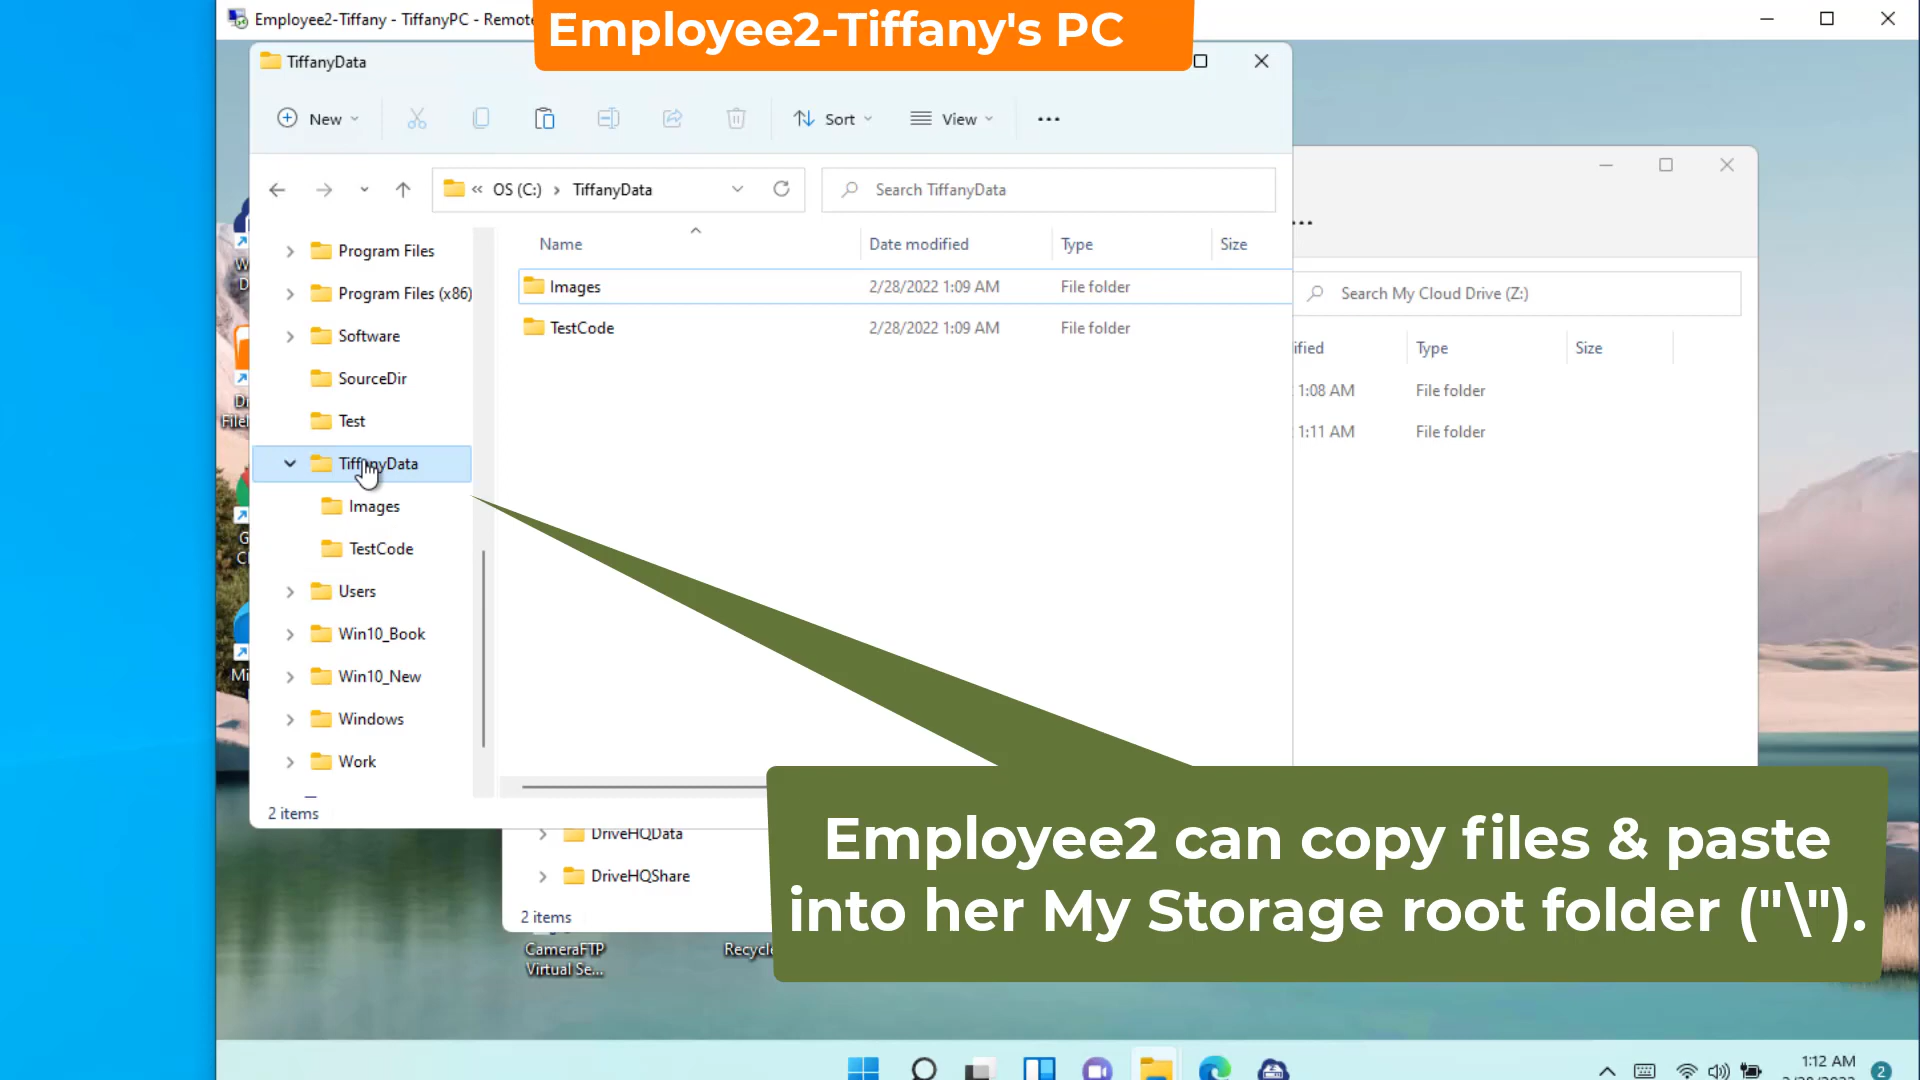 Employee2-Tiffany - TiffanyPC - Remote
Employee2-Tiffany's PC
TiffanyData
New
Sort
View
« OS (C:) > TiffanyData
Search TiffanyData
Program Files
Program Files (x86)
Software
SourceDir
Test
TiffanyData
Images
TestCode
Users
Win10_Book
Win10_New
Windows
Work
2 items
Name Date modified Type Size
Images 2/28/2022 1:09 AM File folder
TestCode 2/28/2022 1:09 AM File folder
Search My Cloud Drive (Z:)
Type Size
1:08 AM File folder
1:11 AM File folder
DriveHQData
DriveHQShare
2 items
Employee2 can copy files & paste
into her My Storage root folder ("\").
CameraFTP
Virtual Se...
1:12 AM
2